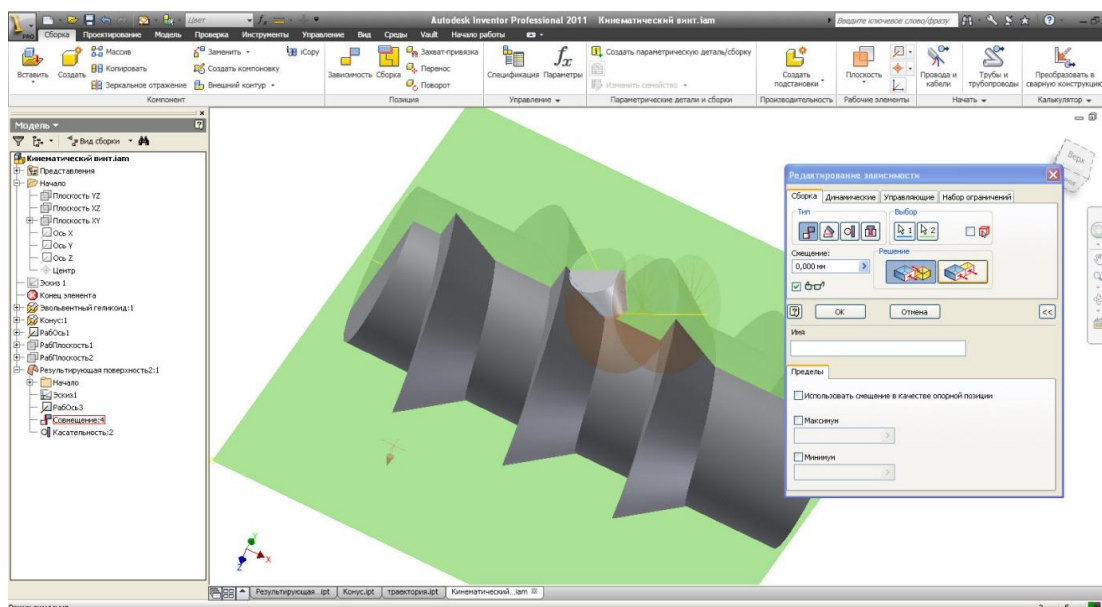 Цвет
Autodesk Inventor Professional 2011 Кинематический винт.iam
Введите ключевое слово/фразу
PRO
Сборка Проверка Модель Инструменты Управление Вид Среды Vault Начало работы
Вставить
Создать
Массив
Копировать
Зеркальное отражение
Заменить
Создать компоновку
Внешний контур
iCopy
Зависимость
Сборка
Захват-привязка
Перенос
Поворот
Спецификация
Параметры
Создать параметрическую деталь/сборку
Изменить семейство
Создать
подстановки
Плоскость
Провода и
кабели
Трубы и
трубопроводы
Преобразовать в
сварную конструкцию
Компонент
Позиция
Управление
Параметрические детали и сборки
Производительность
Рабочие элементы
Начать
Калькулятор
Модель
Вид сборки
Кинематический винт.iam
Представления
Начало
Плоскость YZ
Плоскость XZ
Плоскость XY
Ось X
Ось Y
Ось Z
Центр
Эскиз 1
Конец элемента
Эвольвентный геликоид:1
Конус:1
РабОсь1
РабПлоскость1
РабПлоскость2
Результирующая поверхность2:1
Начало
Эскиз1
РабОсь3
Совмещение:4
Касательность:2
Верх
Редактирование зависимости
Сборка Динамические Управляющие Набор ограничений
Тип
Выбор
1 2
Смещение:
0,000 мм
Решение
OK
Отмена
<<
Имя
Пределы
Использовать смещение в качестве опорной позиции
Максимум
Минимум
Y
X
Z
Результирующая...ipt Конус.ipt траектория.ipt Кинематический...iam